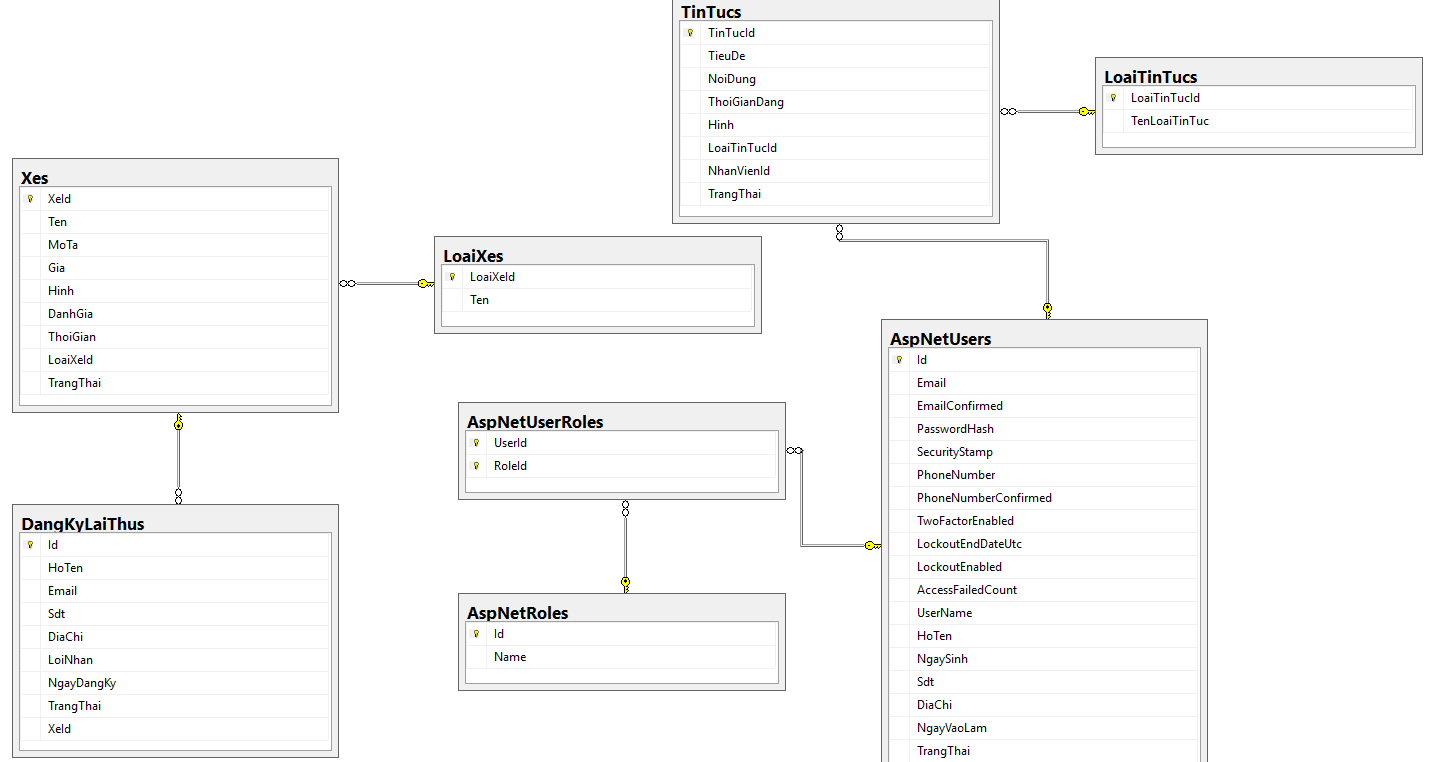 TinTucs
TinTucId
TieuDe
NoiDung
ThoiGianDang
Hinh
LoaiTinTucId
NhanVienId
TrangThai
LoaiTinTucs
LoaiTinTucId
TenLoaiTinTuc
Xes
XeId
Ten
MoTa
Gia
Hinh
DanhGia
ThoiGian
LoaiXeId
TrangThai
LoaiXes
LoaiXeId
Ten
AspNetUserRoles
UserId
RoleId
AspNetUsers
Id
Email
EmailConfirmed
PasswordHash
SecurityStamp
PhoneNumber
PhoneNumberConfirmed
TwoFactorEnabled
LockoutEndDateUtc
LockoutEnabled
AccessFailedCount
UserName
HoTen
NgaySinh
Sdt
DiaChi
NgayVaoLam
TrangThai
DangKyLaiThus
Id
HoTen
Email
Sdt
DiaChi
LoiNhan
NgayDangKy
TrangThai
XeId
AspNetRoles
Id
Name